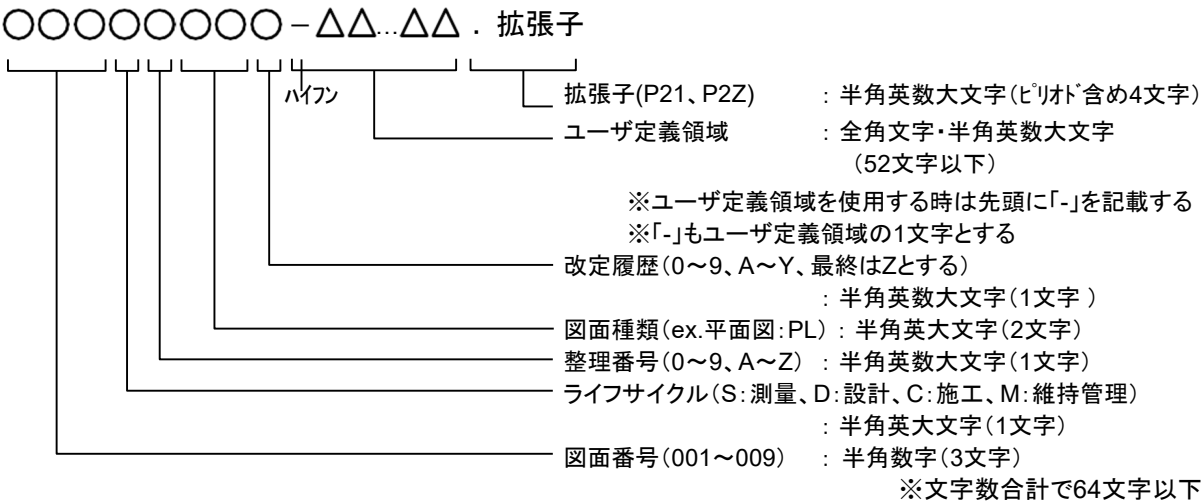 ○○○○○○○○－△△...△△ . 拡張子
ハイフン
拡張子(P21、P2Z) : 半角英数大文字(ﾋﾟﾘｵﾄﾞ含め4文字)
ユーザ定義領域 : 全角文字・半角英数大文字
(52文字以下)
※ユーザ定義領域を使用する時は先頭に「-」を記載する
※「-」もユーザ定義領域の1文字とする
改定履歴(0～9、A～Y、最終はZとする)
: 半角英数大文字(1文字 )
図面種類(ex.平面図:PL) : 半角英大文字(2文字)
整理番号(0～9、A～Z) : 半角英数大文字(1文字)
ライフサイクル(S:測量、D:設計、C:施工、M:維持管理)
: 半角英大文字(1文字)
図面番号(001～009) : 半角数字(3文字)
※文字数合計で64文字以下